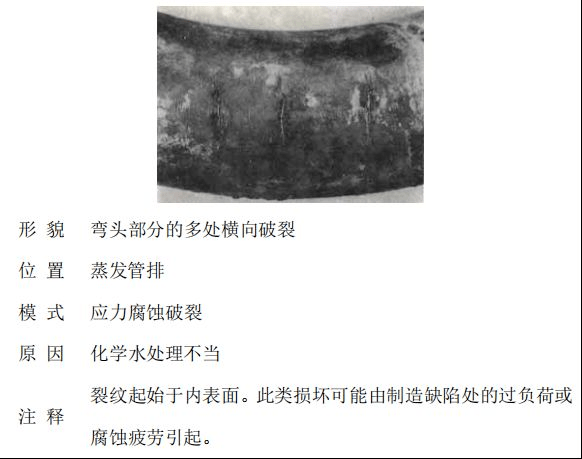 形 貌 弯头部分的多处横向破裂
位 置 蒸发管排
模 式 应力腐蚀破裂
原 因 化学水处理不当
注 释 裂纹起始于内表面。此类损坏可能由制造缺陷处的过负荷或
腐蚀疲劳引起。